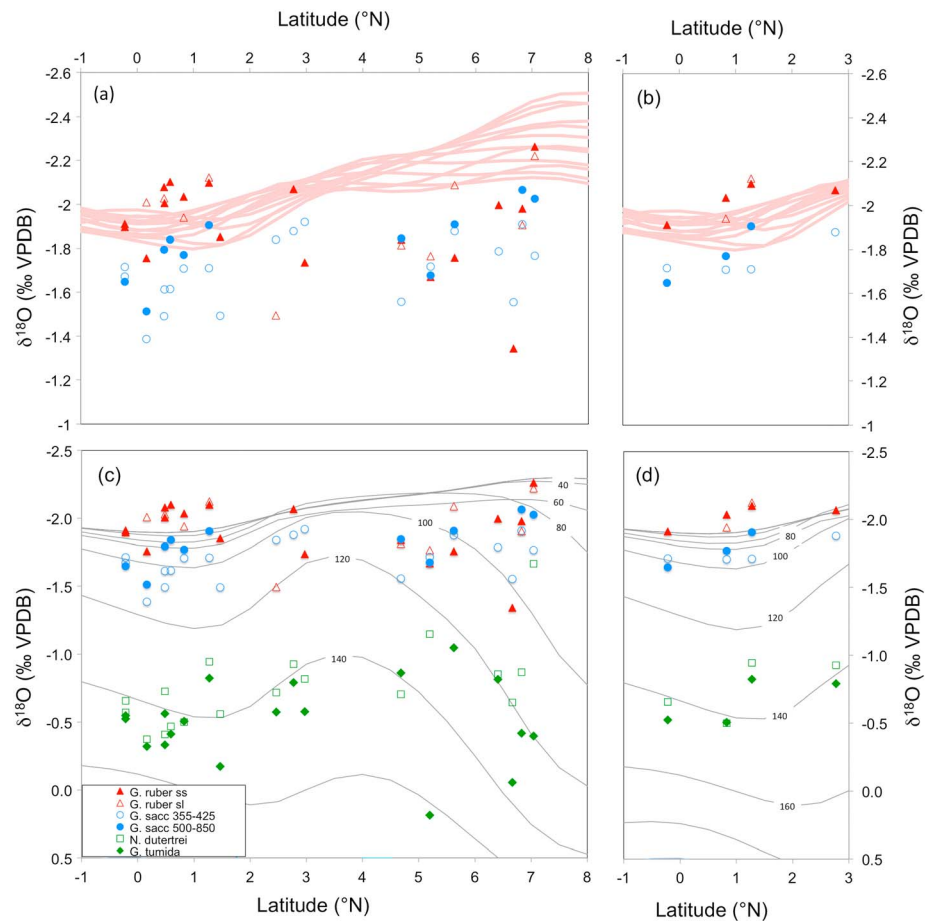 Latitude (°N)
Latitude (°N)
-1 0 1 2 3 4 5 6 7 8
-1 0 1 2 3
(a)
(b)
δ18O (‰ VPDB)
-2.6
-2.4
-2.2
-2
-1.8
-1.6
-1.4
-1.2
-1
-2.6
-2.4
-2.2
-2
-1.8
-1.6
-1.4
-1.2
-1
δ18O (‰ VPDB)
(c)
(d)
δ18O (‰ VPDB)
-2.5
-2.0
-1.5
-1.0
-0.5
0.0
0.5
40
60
80
100
120
140
G. ruber ss
G. ruber sl
G. sacc 355-425
G. sacc 500-850
N. dutertrei
G. tumida
80
100
120
140
160
-2.5
-2.0
-1.5
-1.0
-0.5
0.0
0.5
δ18O (‰ VPDB)
-1 0 1 2 3 4 5 6 7 8
-1 0 1 2 3
Latitude (°N)
Latitude (°N)